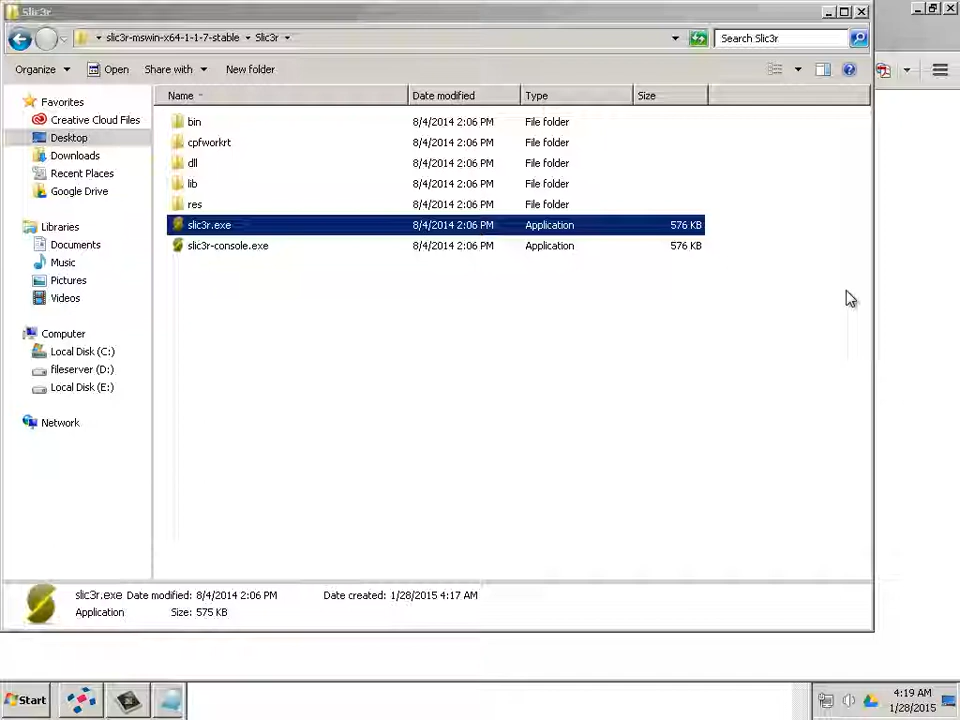 Slic3r
slic3r-mswin-x64-1-1-7-stable Slic3r
Search Slic3r
Organize Open Share with New folder
Name Date modified Type Size
Favorites
Creative Cloud Files
Desktop
Downloads
Recent Places
Google Drive
Libraries
Documents
Music
Pictures
Videos
Computer
Local Disk (C:)
fileserver (D:)
Local Disk (E:)
Network
bin 8/4/2014 2:06 PM File folder
cpfworkrt 8/4/2014 2:06 PM File folder
dll 8/4/2014 2:06 PM File folder
lib 8/4/2014 2:06 PM File folder
res 8/4/2014 2:06 PM File folder
slic3r.exe 8/4/2014 2:06 PM Application 576 KB
slic3r-console.exe 8/4/2014 2:06 PM Application 576 KB
slic3r.exe Date modified: 8/4/2014 2:06 PM Date created: 1/28/2015 4:17 AM
Application Size: 575 KB
Start
4:19 AM
1/28/2015